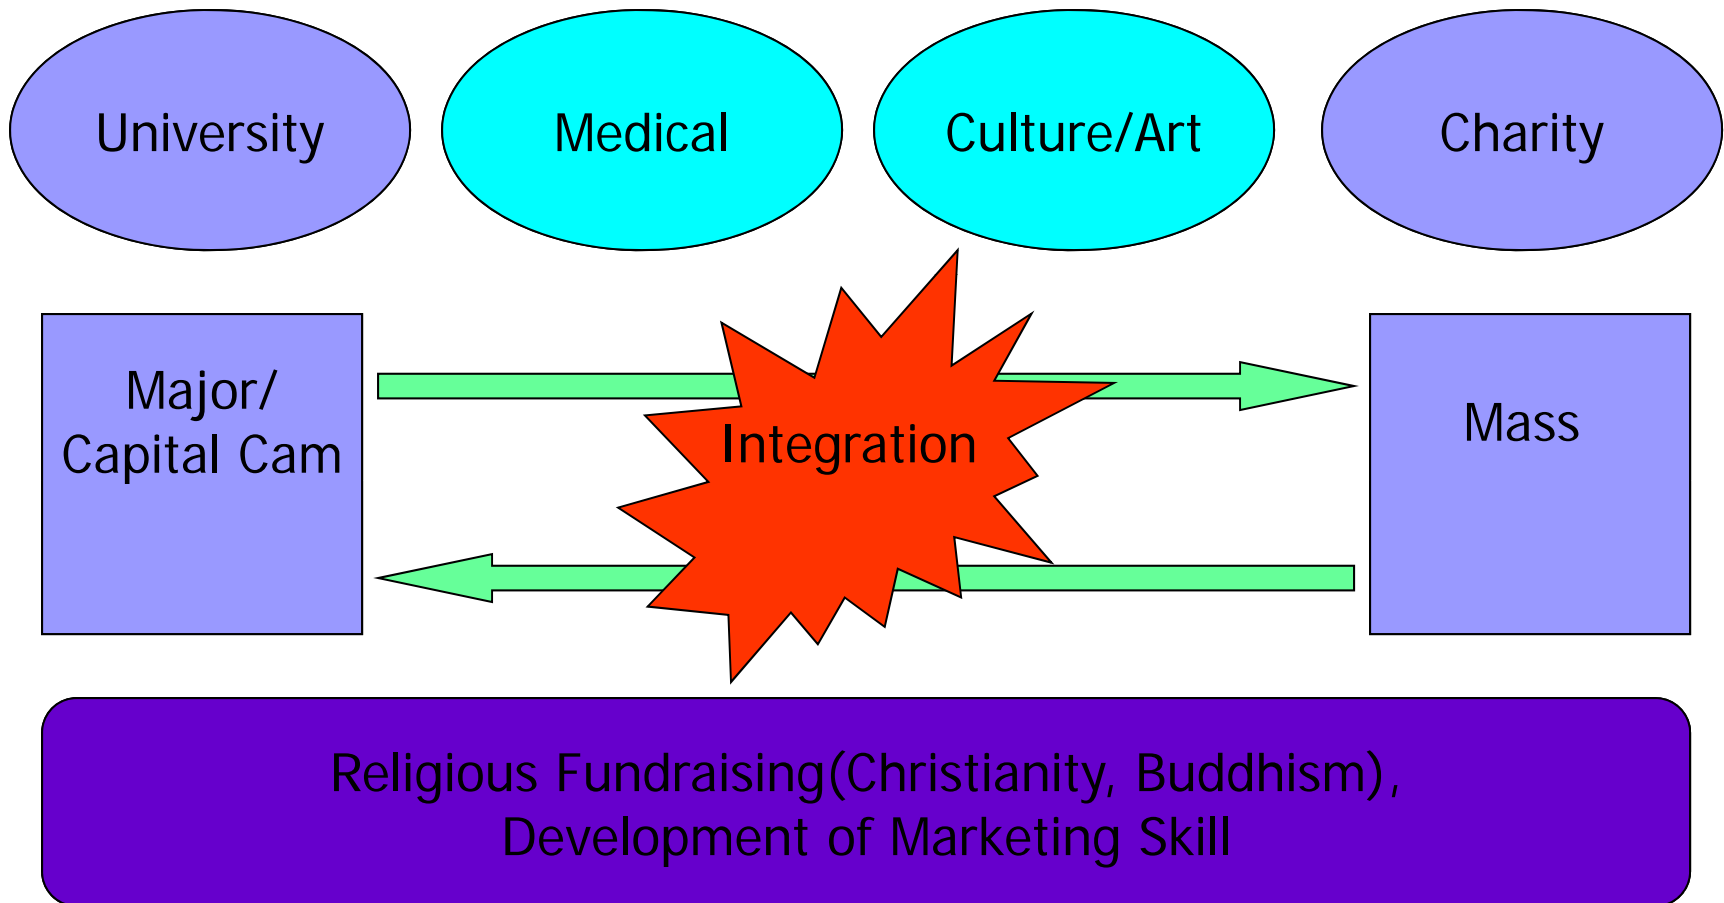 University
Medical
Culture/Art
Charity
Major/
Capital Cam
Integration
Mass
Religious Fundraising(Christianity, Buddhism),
Development of Marketing Skill